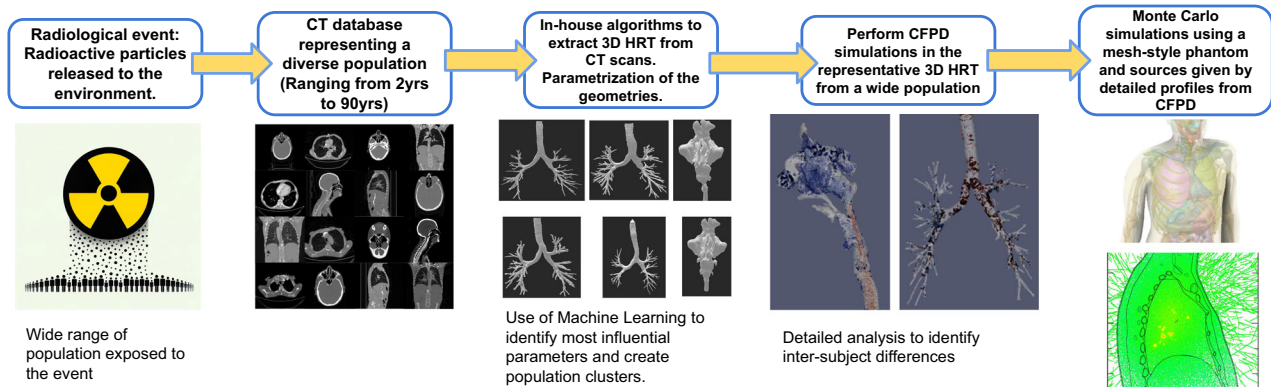 Radiological event:
Radioactive particles
released to the
environment.
CT database
representing a
diverse population
(Ranging from 2yrs
to 90yrs)
In-house algorithms to
extract 3D HRT from
CT scans.
Parametrization of the
geometries.
Perform CFPD
simulations in the
representative 3D HRT
from a wide population
Monte Carlo
simulations using a
mesh-style phantom
and sources given by
detailed profiles from
CFPD
Wide range of
population exposed to
the event
Use of Machine Learning to
identify most influential
parameters and create
population clusters.
Detailed analysis to identify
inter-subject differences